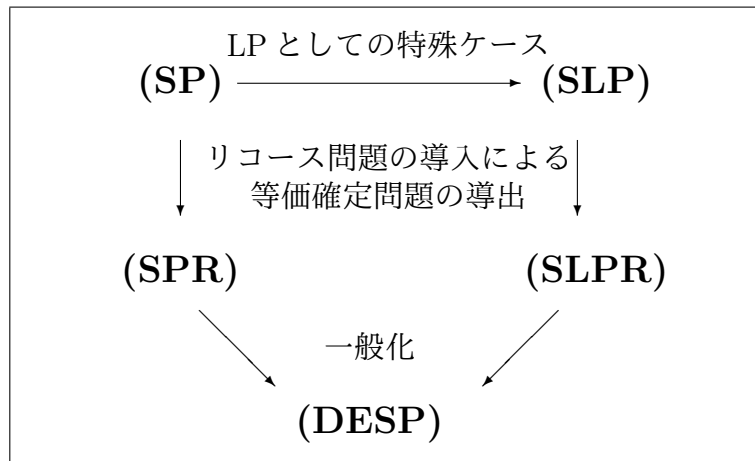 LP としての特殊ケース
(SP) (SLP)
リコース問題の導入による
等価確定問題の導出
(SPR) (SLPR)
一般化
(DESP)